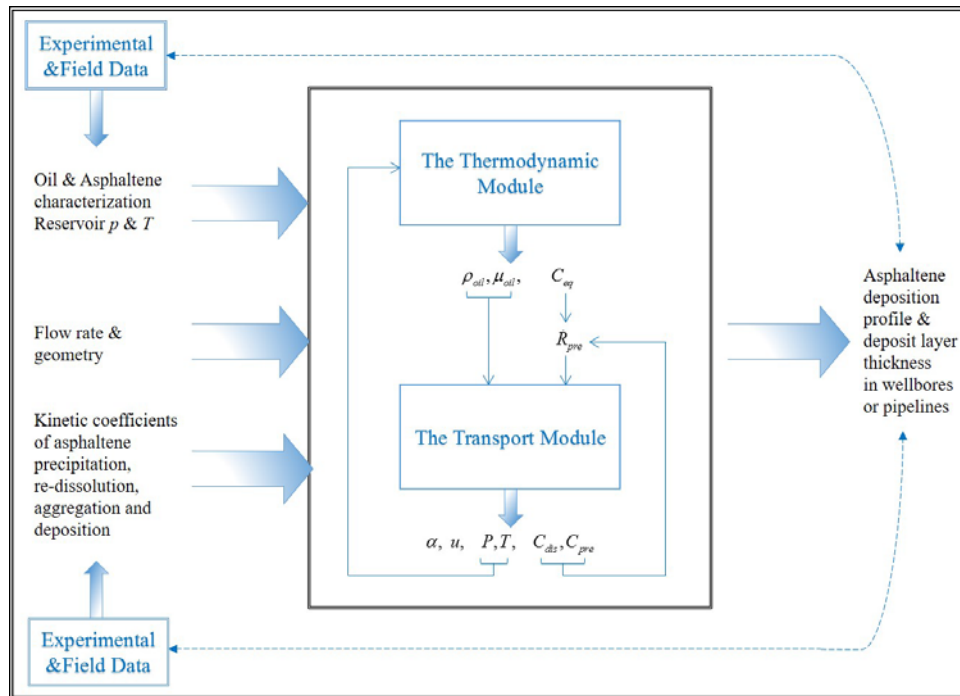 Experimental
&Field Data
Oil & Asphaltene
characterization
Reservoir p & T
Flow rate &
geometry
Kinetic coefficients
of asphaltene
precipitation,
re-dissolution,
aggregation and
deposition
Experimental
&Field Data
The Thermodynamic
Module
ρoil, μoil, Ceq
Ṙpre
The Transport Module
α, u, P,T, Cdis, Cpre
Asphaltene
deposition
profile &
deposit layer
thickness
in wellbores
or pipelines